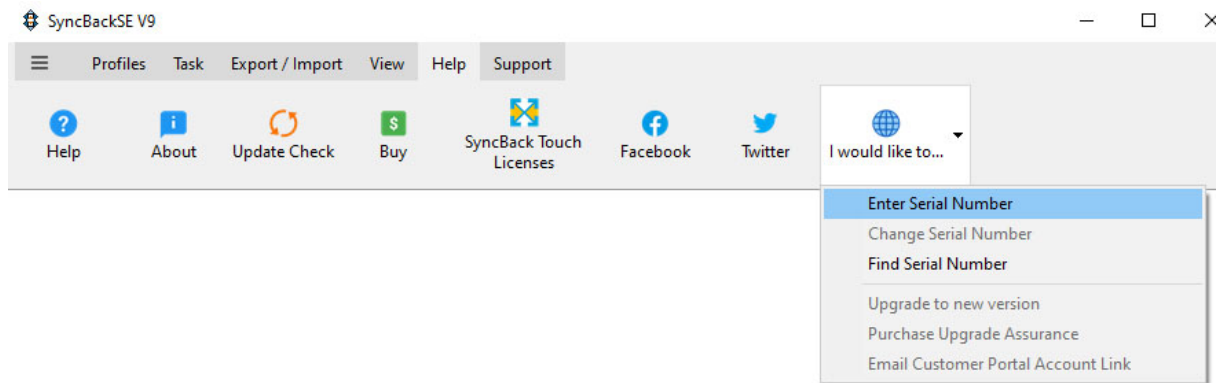 SyncBackSE V9
Profiles Task Export / Import View Help Support
Help About Update Check Buy SyncBack Touch Licenses Facebook Twitter I would like to...
Enter Serial Number
Change Serial Number
Find Serial Number
Upgrade to new version
Purchase Upgrade Assurance
Email Customer Portal Account Link